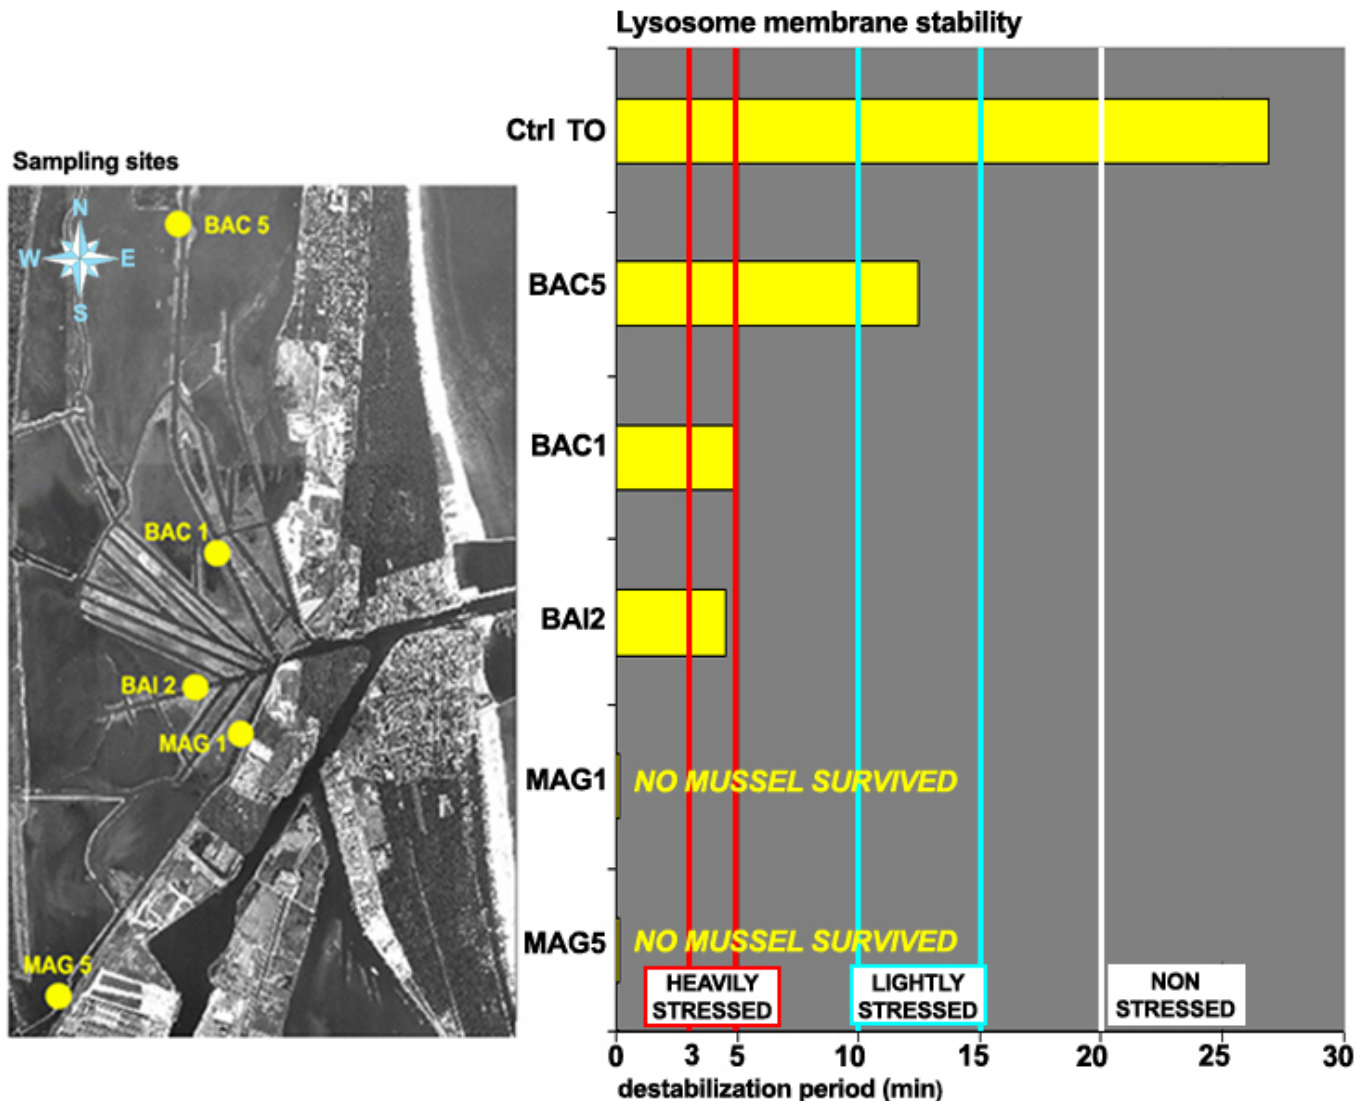 Lysosome membrane stability
Sampling sites
N
W E
S
BAC 5
BAC 1
BAI 2
MAG 1
MAG 5
Ctrl TO
BAC5
BAC1
BAI2
MAG1
NO MUSSEL SURVIVED
MAG5
NO MUSSEL SURVIVED
HEAVILY
STRESSED
LIGHTLY
STRESSED
NON
STRESSED
0 3 5 10 15 20 25 30
destabilization period (min)